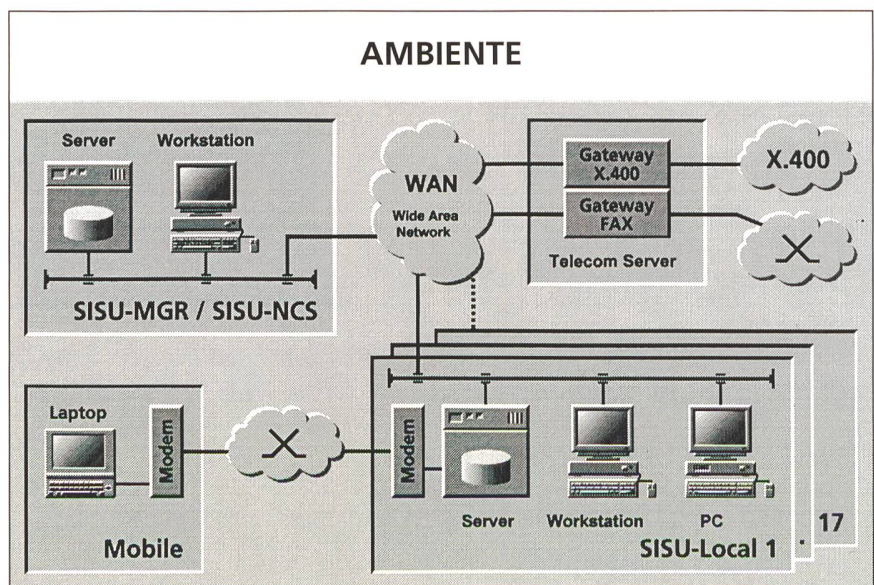 AMBIENTE
Server
Workstation
SISU-MGR / SISU-NCS
WAN
Wide Area
Network
Gateway
X.400
Gateway
FAX
Telecom Server
X.400
Laptop
Modem
Mobile
Modem
Server
Workstation
PC
SISU-Local 1
. 17